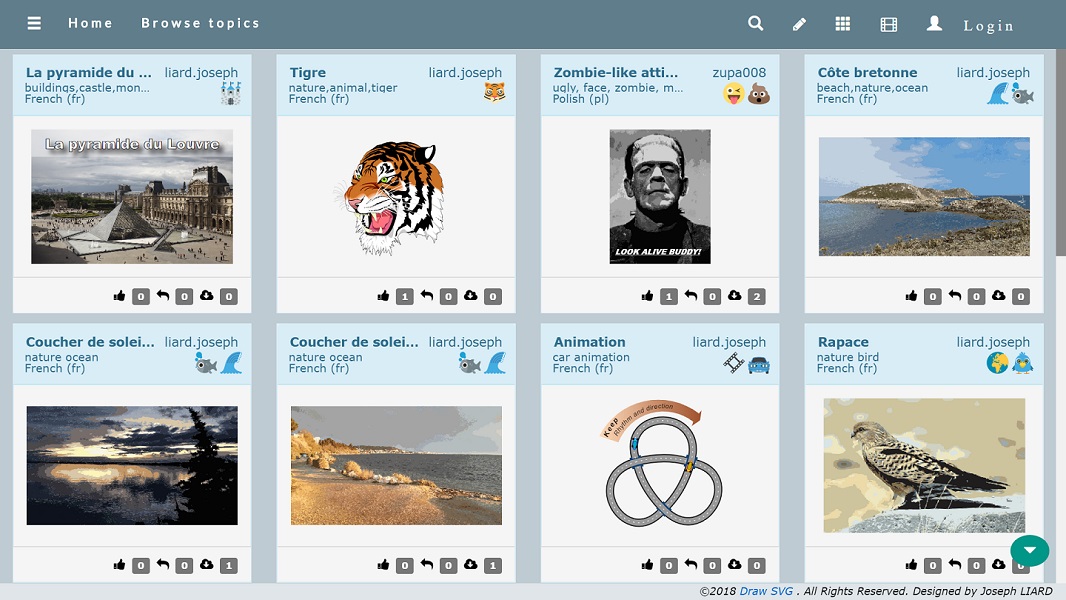 Home Browse topics Login
La pyramide du ... liard.joseph
buildings,castle,mon...
French (fr)
La pyramide du Louvre
0 0 0
Tigre liard.joseph
nature,animal,tiger
French (fr)
1 0 0
Zombie-like atti... zupa008
ugly, face, zombie, m...
Polish (pl)
LOOK ALIVE BUDDY!
1 0 2
Côte bretonne liard.joseph
beach,nature,ocean
French (fr)
0 0 0
Coucher de solei... liard.joseph
nature ocean
French (fr)
0 0 1
Coucher de solei... liard.joseph
nature ocean
French (fr)
0 0 1
Animation liard.joseph
car animation
French (fr)
Keep
Rhythm and direction
0 0 0
Rapace liard.joseph
nature bird
French (fr)
0 0
©2018 Draw SVG . All Rights Reserved. Designed by Joseph LIARD